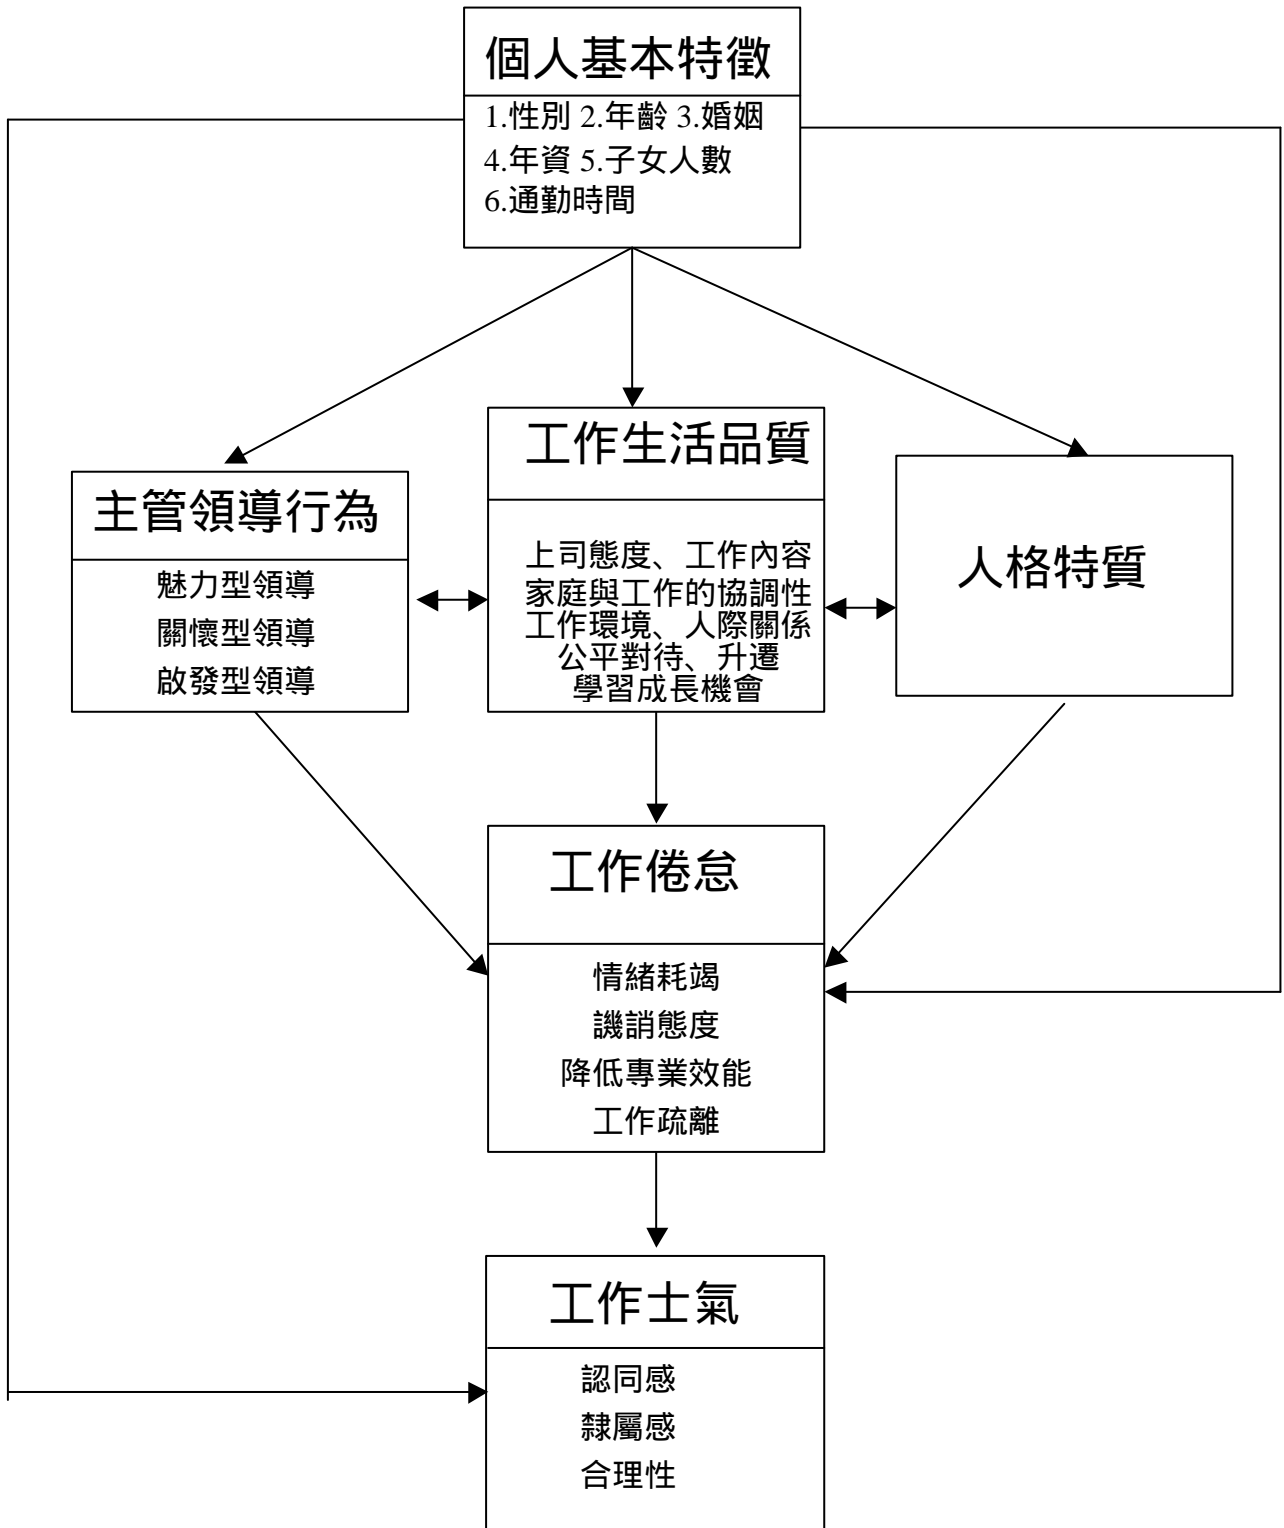 個人基本特徵
1.性別 2.年齡 3.婚姻
4.年資 5.子女人數
6.通勤時間
主管領導行為
魅力型領導
關懷型領導
啟發型領導
工作生活品質
上司態度、工作內容
家庭與工作的協調性
工作環境、人際關係
公平對待、升遷
學習成長機會
人格特質
工作倦怠
情緒耗竭
譏誚態度
降低專業效能
工作疏離
工作士氣
認同感
隸屬感
合理性